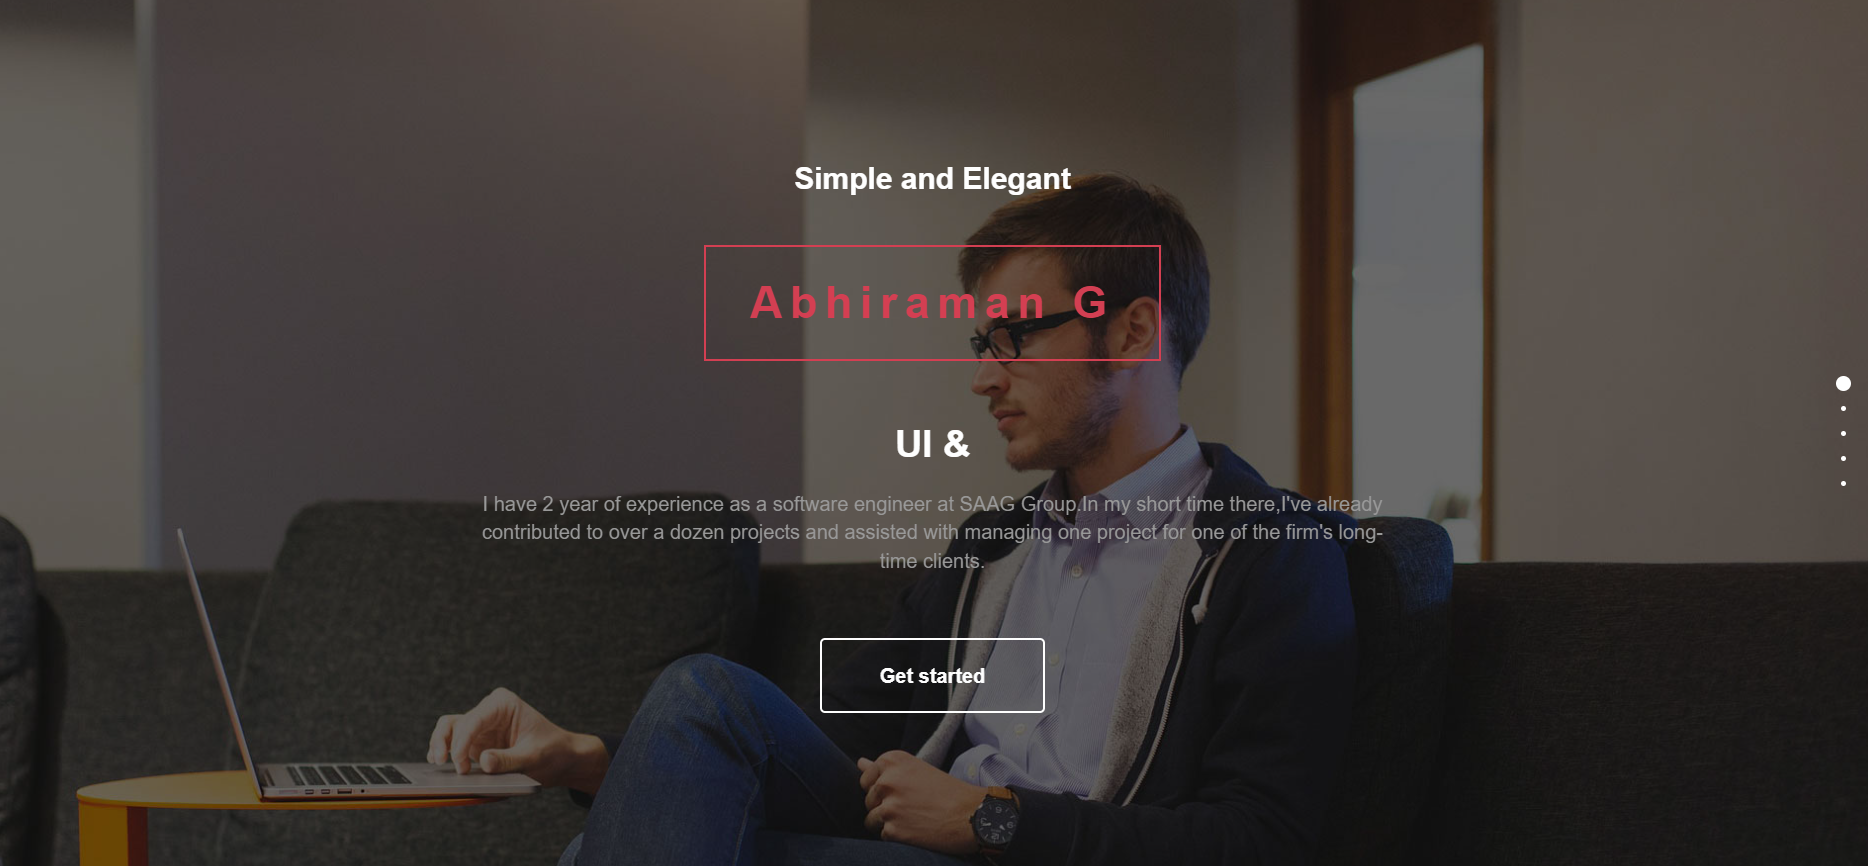 Simple and Elegant
Abhiraman G
UI &
I have 2 year of experience as a software engineer at SAAG Group.In my short time there,I've already
contributed to over a dozen projects and assisted with managing one project for one of the firm's long-
time clients.
Get started